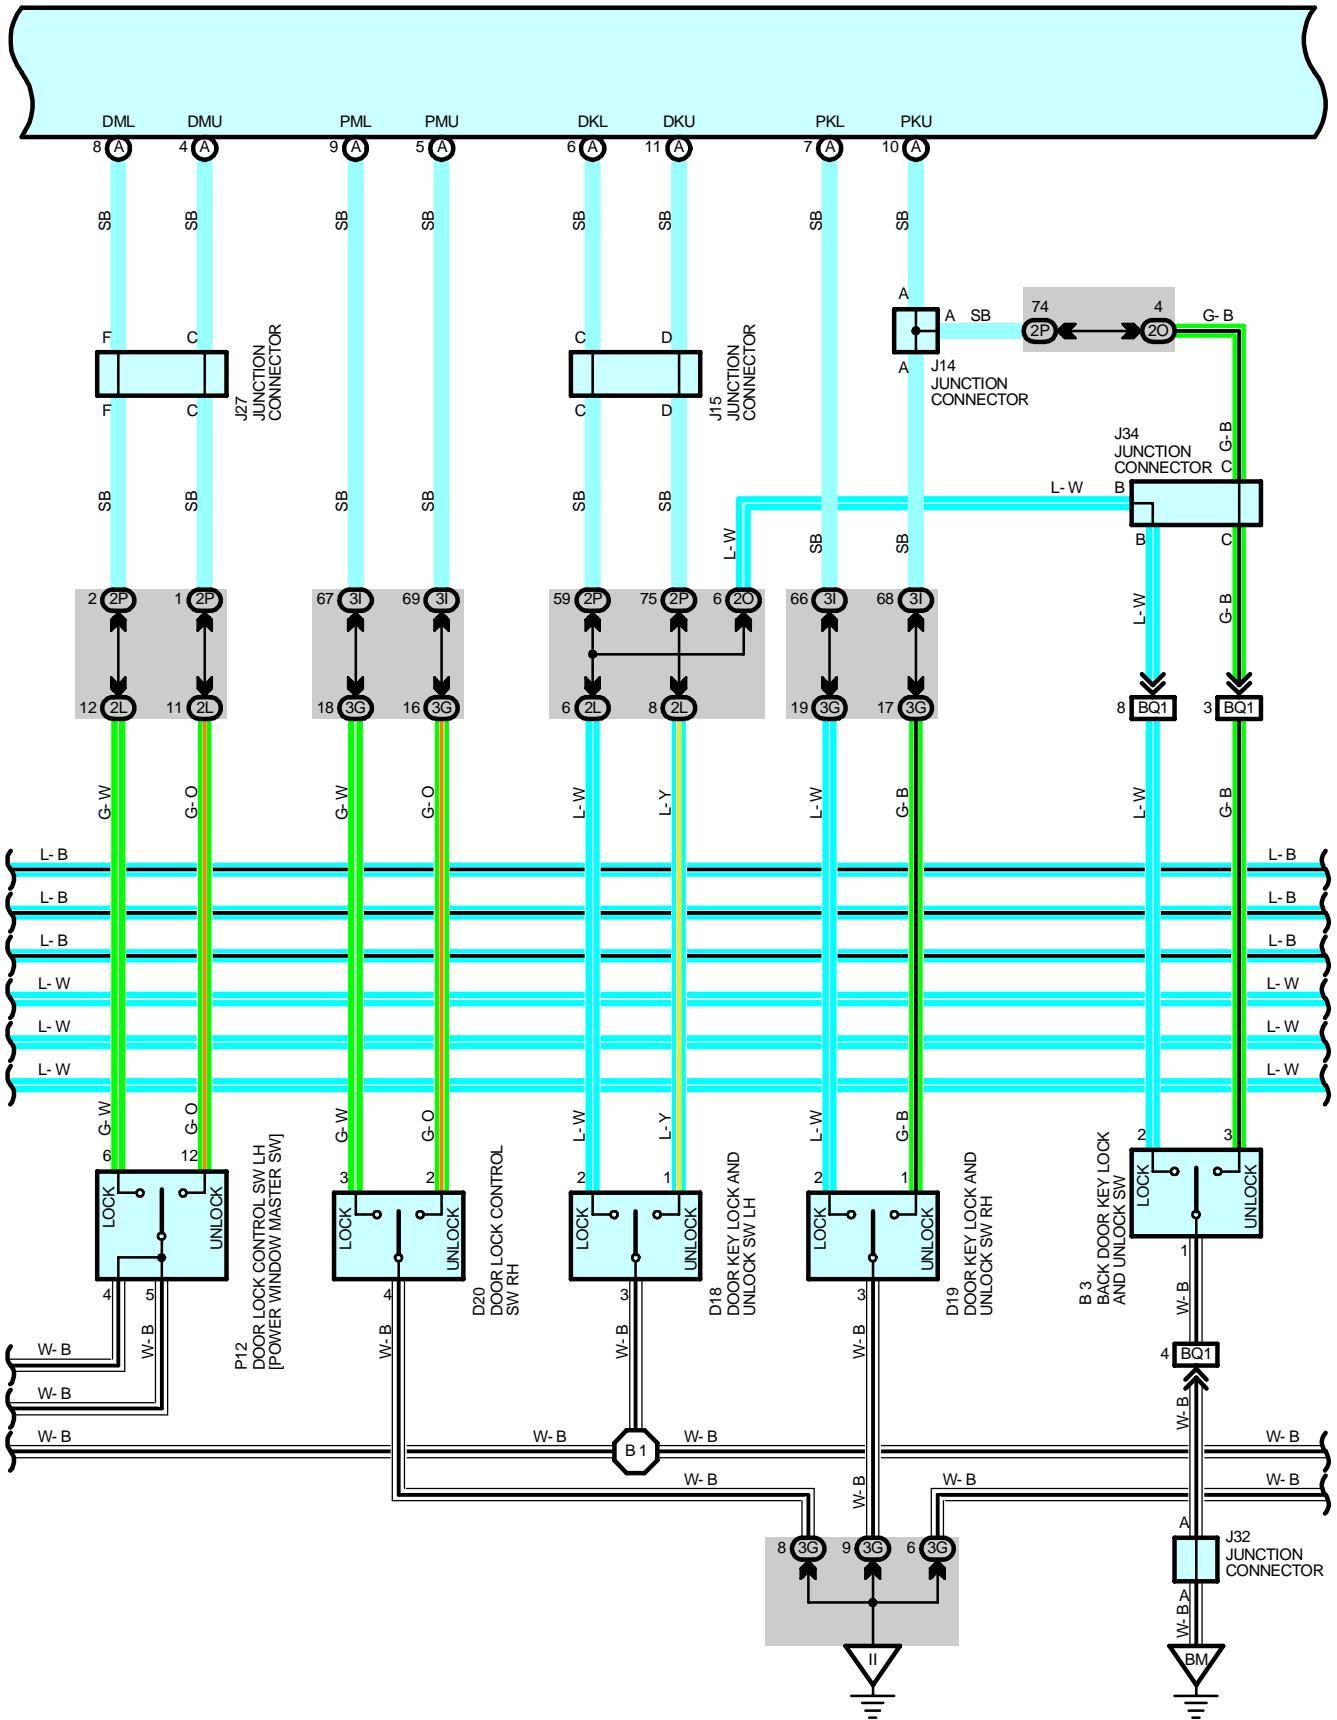 DML DMU PML PMU DKL DKU PKL PKU
8 A 4 A 9 A 5 A 6 A 11 A 7 A 10 A
SB SB SB SB SB SB SB SB
A
A SB
74 4
2P 2O
G-B
A
J14
JUNCTION
CONNECTOR
F C C D
J27
JUNCTION
CONNECTOR
J15
JUNCTION
CONNECTOR
F C C D
G-B
J34
JUNCTION
CONNECTOR C
L-W B
B C
SB SB SB SB SB SB L-W SB SB
2 2P 1 2P 67 3I 69 3I 59 2P 75 2P 6 2O 66 3I 68 3I
L-W G-B
12 2L 11 2L 18 3G 16 3G 6 2L 8 2L 19 3G 17 3G 8 BQ1 3 BQ1
G-W G-O G-W G-O L-W L-Y L-W G-B L-W G-B
L-B L-B
L-B L-B
L-B L-B
L-W L-W
L-W L-W
L-W L-W
G-W G-O G-W G-O L-W L-Y L-W G-B
6 12 3 2 2 1 2 1 2 3
LOCK UNLOCK
LOCK UNLOCK
LOCK UNLOCK
LOCK UNLOCK
LOCK UNLOCK
4 5 4 3 3 1
P12
DOOR LOCK CONTROL SW LH
[POWER WINDOW MASTER SW]
D20
DOOR LOCK CONTROL
SW RH
D18
DOOR KEY LOCK AND
UNLOCK SW LH
D19
DOOR KEY LOCK AND
UNLOCK SW RH
B 3
BACK DOOR KEY LOCK
AND UNLOCK SW
W-B W-B W-B W-B W-B W-B
4 BQ1
W-B W-B
W-B W-B B 1 W-B W-B
W-B W-B W-B W-B
8 3G 9 3G 6 3G
A
J32
JUNCTION
CONNECTOR
A
W-B
II BM